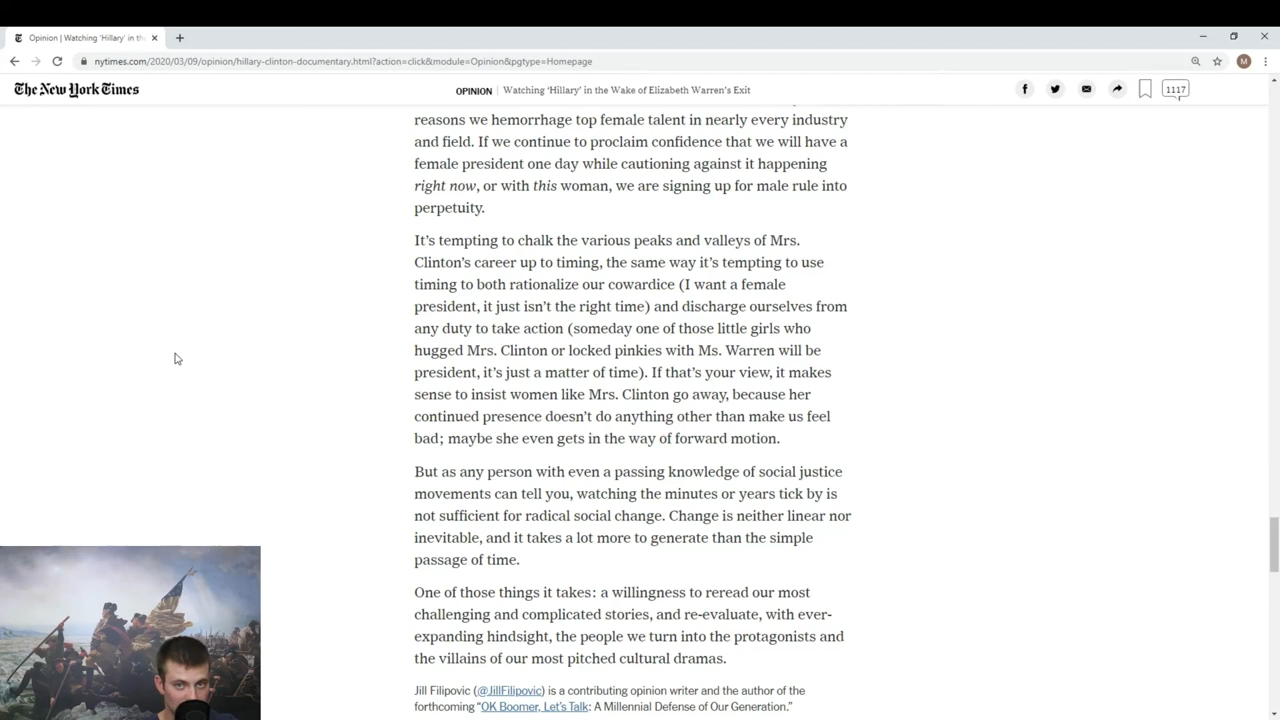 Opinion | Watching 'Hillary' in th
nytimes.com/2020/03/09/opinion/hillary-clinton-documentary.html?action=click&module=Opinion&pgtype=Homepage
M
The New York Times
OPINION | Watching 'Hillary' in the Wake of Elizabeth Warren's Exit
1117
reasons we hemorrhage top female talent in nearly every industry
and field. If we continue to proclaim confidence that we will have a
female president one day while cautioning against it happening
right now, or with this woman, we are signing up for male rule into
perpetuity.
It's tempting to chalk the various peaks and valleys of Mrs.
Clinton's career up to timing, the same way it's tempting to use
timing to both rationalize our cowardice (I want a female
president, it just isn't the right time) and discharge ourselves from
any duty to take action (someday one of those little girls who
hugged Mrs. Clinton or locked pinkies with Ms. Warren will be
president, it's just a matter of time). If that's your view, it makes
sense to insist women like Mrs. Clinton go away, because her
continued presence doesn't do anything other than make us feel
bad; maybe she even gets in the way of forward motion.
But as any person with even a passing knowledge of social justice
movements can tell you, watching the minutes or years tick by is
not sufficient for radical social change. Change is neither linear nor
inevitable, and it takes a lot more to generate than the simple
passage of time.
One of those things it takes: a willingness to reread our most
challenging and complicated stories, and re-evaluate, with ever-
expanding hindsight, the people we turn into the protagonists and
the villains of our most pitched cultural dramas.
Jill Filipovic (@JillFilipovic) is a contributing opinion writer and the author of the
forthcoming "OK Boomer, Let's Talk: A Millennial Defense of Our Generation."